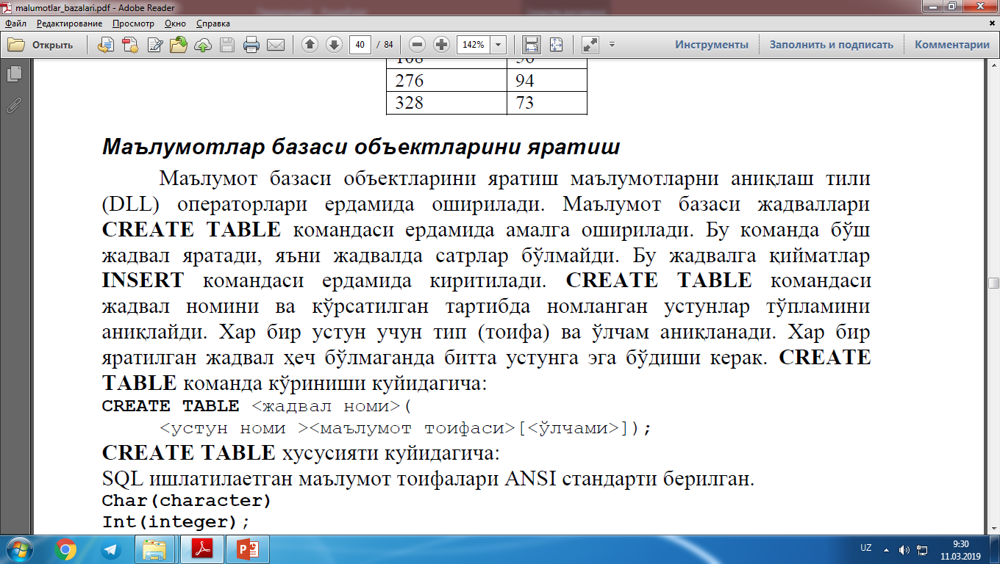 malumotlar_bazalari.pdf - Adobe Reader
Файл Редактирование Просмотр Окно Справка
Открыть 40 / 84 142% Инструменты Заполнить и подписать Комментарии
276 94
328 73
Маълумотлар базаси объектларини яратиш
Маълумот базаси объектларини яратиш маълумотларни аниқлаш тили
(DLL) операторлари ердамида оширилади. Маълумот базаси жадваллари
CREATE TABLE командаси ердамида амалга оширилади. Бу команда бўш
жадвал яратади, яъни жадвалда сатрлар бўлмайди. Бу жадвалга қийматлар
INSERT командаси ердамида киритилади. CREATE TABLE командаси
жадвал номини ва кўрсатилган тартибда номланган устунлар тўпламини
аниқлайди. Хар бир устун учун тип (тоифа) ва ўлчам аниқланади. Хар бир
яратилган жадвал ҳеч бўлмаганда битта устунга эга бўдиши керак. CREATE
TABLE команда кўриниши куйидагича:
CREATE TABLE <жадвал номи>(
<устун номи ><маълумот тоифаси>[<ўлчами>]);
CREATE TABLE хусусияти куйидагича:
SQL ишлатилаетган маълумот тоифалари ANSI стандарти берилган.
Char(character)
Int(integer);
UZ 9:30
11.03.2019